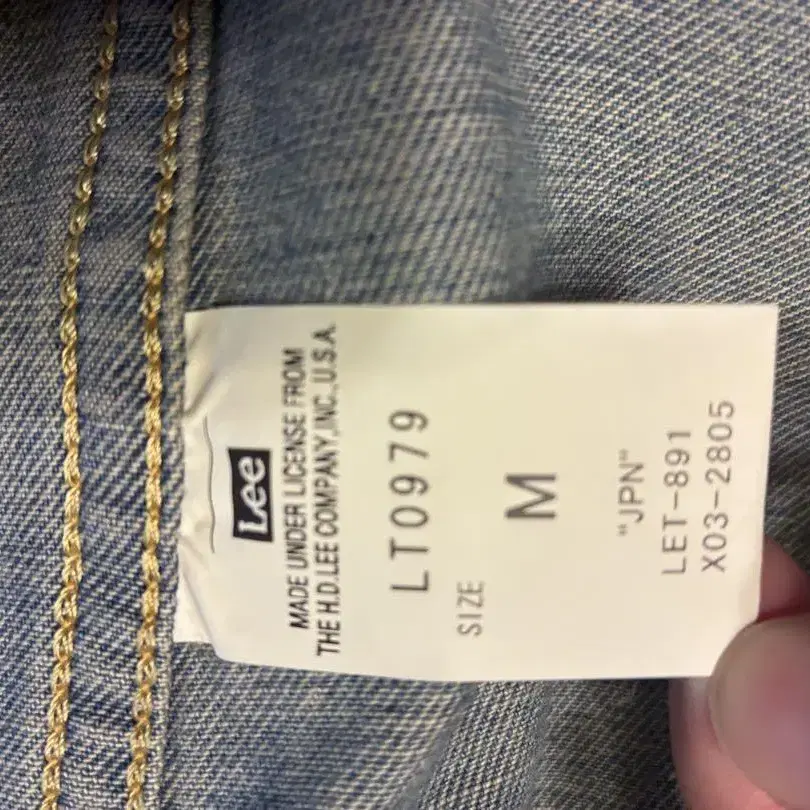 Lee
MADE UNDER LICENSE FROM
THE H.D.LEE COMPANY,INC.,U.S.A.
LT0979
SIZE
M
"JPN"
LET-891
X03-2805